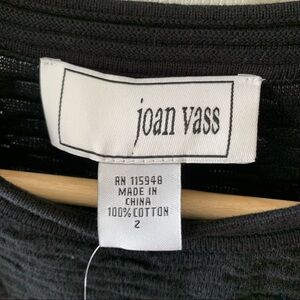 joan vass
RN 115948
MADE IN
CHINA
100%COTTON
2